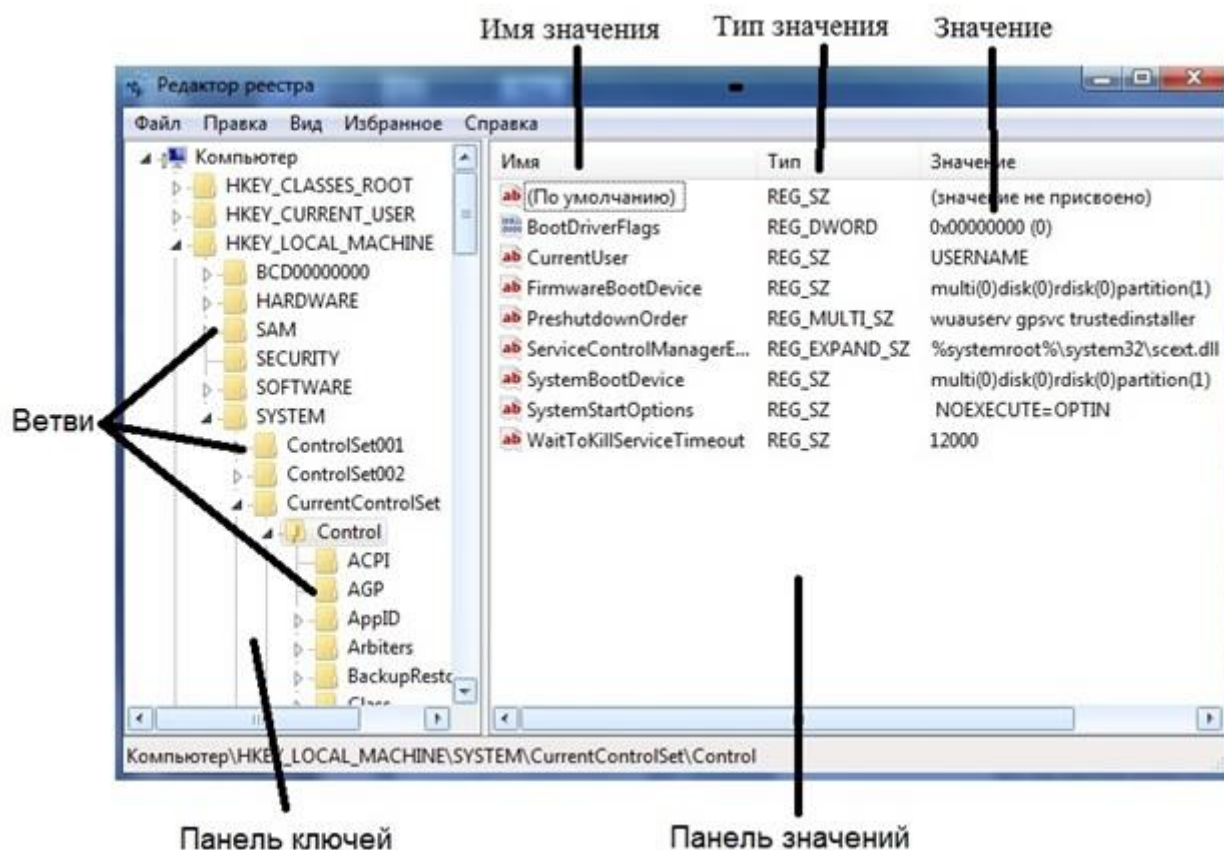 Имя значения Тип значения Значение
Редактор реестра
Файл Правка Вид Избранное Справка
Компьютер
HKEY_CLASSES_ROOT
HKEY_CURRENT_USER
HKEY_LOCAL_MACHINE
BCD00000000
HARDWARE
SAM
SECURITY
SOFTWARE
SYSTEM
ControlSet001
ControlSet002
CurrentControlSet
Control
ACPI
AGP
AppID
Arbiters
BackupRestc
Class
Ветви
Имя Тип Значение
(По умолчанию) REG_SZ (значение не присвоено)
BootDriverFlags REG_DWORD 0x00000000 (0)
CurrentUser REG_SZ USERNAME
FirmwareBootDevice REG_SZ multi(0)disk(0)rdisk(0)partition(1)
PreshutdownOrder REG_MULTI_SZ wuauserv gpsvc trustedinstaller
ServiceControlManagerE... REG_EXPAND_SZ %systemroot%\system32\scext.dll
SystemBootDevice REG_SZ multi(0)disk(0)rdisk(0)partition(1)
SystemStartOptions REG_SZ NOEXECUTE=OPTIN
WaitToKillServiceTimeout REG_SZ 12000
Компьютер\HKEY_LOCAL_MACHINE\SYSTEM\CurrentControlSet\Control
Панель ключей Панель значений